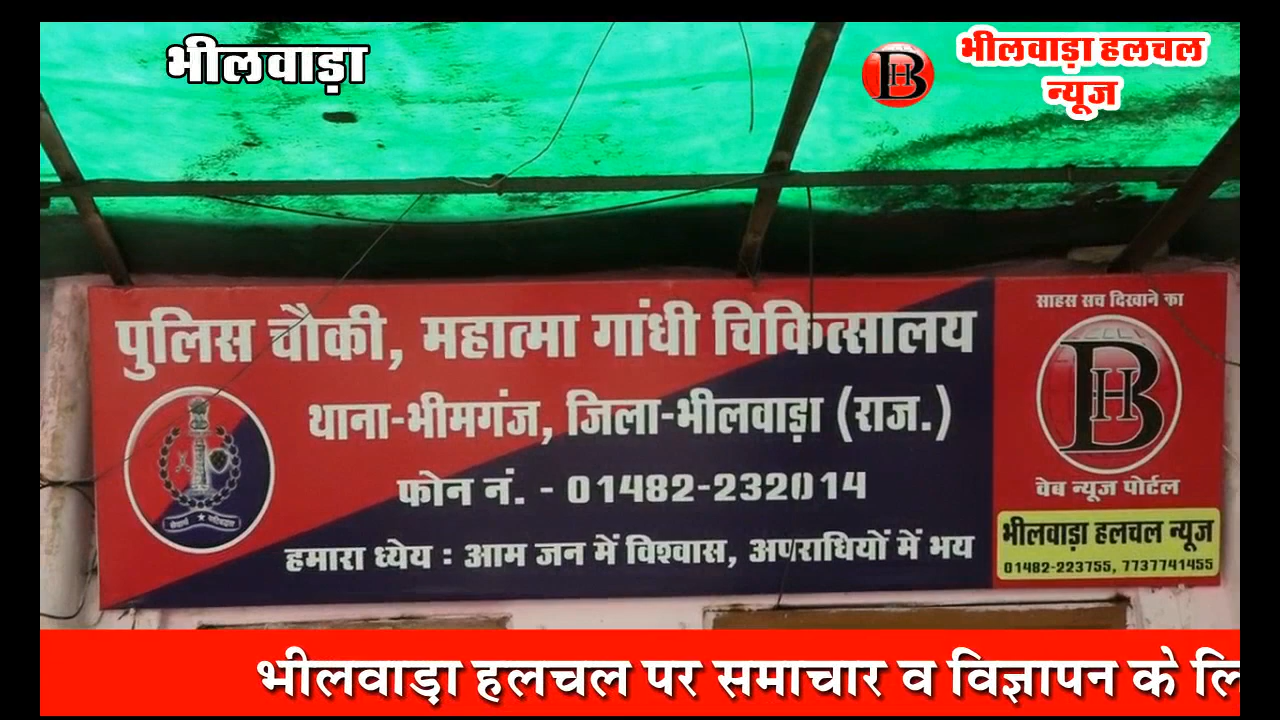 भीलवाड़ा
भीलवाड़ा हलचल
न्यूज
पुलिस चौकी, महात्मा गांधी चिकित्सालय
थाना-भीमगंज, जिला-भीलवाड़ा (राज.)
फोन नं. - 01482-232014
हमारा ध्येय : आम जन में विश्वास, अपराधियों में भय
साहस सच दिखाने का
BH
वेब न्यूज पोर्टल
भीलवाड़ा हलचल न्यूज
01482-223755, 7737741455
भीलवाड़ा हलचल पर समाचार व विज्ञापन के लि